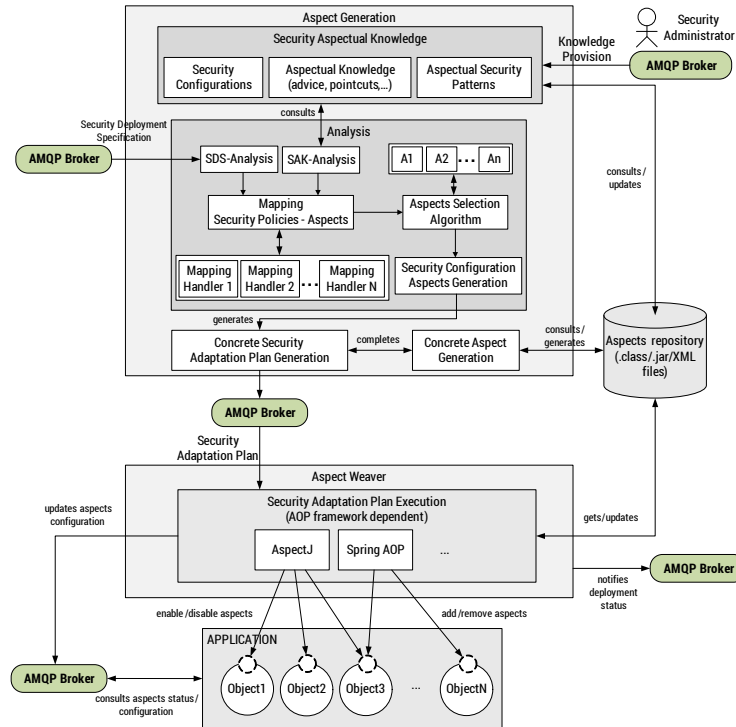 Aspect Generation
Security Aspectual Knowledge
Security
Configurations
Aspectual Knowledge
(advice, pointcuts,...)
Aspectual Security
Patterns
Security
Administrator
Knowledge
Provision
AMQP Broker
consults
Security Deployment
Specification
AMQP Broker
Analysis
SDS-Analysis
SAK-Analysis
A1
A2
...
An
Mapping
Security Policies - Aspects
Aspects Selection
Algorithm
consults/
updates
Mapping
Handler 1
Mapping
Handler 2
...
Mapping
Handler N
Security Configuration
Aspects Generation
generates
Concrete Security
Adaptation Plan Generation
completes
Concrete Aspect
Generation
consults/
generates
Aspects repository
(.class/.jar/XML
files)
AMQP Broker
Security
Adaptation Plan
Aspect Weaver
Security Adaptation Plan Execution
(AOP framework dependent)
updates aspects
configuration
AspectJ
Spring AOP
...
gets/updates
AMQP Broker
notifies
deployment
status
enable/disable aspects
add/remove aspects
APPLICATION
AMQP Broker
consults aspects status/
configuration
Object1
Object2
Object3
...
ObjectN